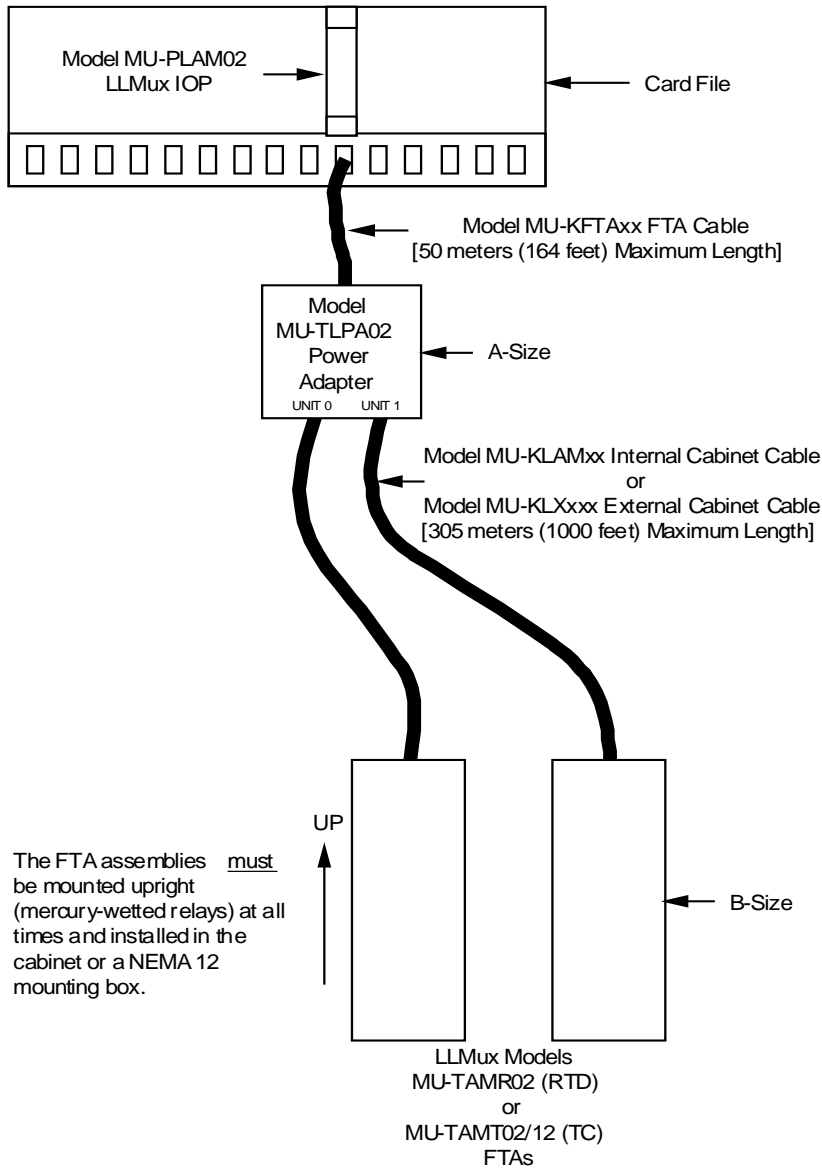 Model MU-PLAM02
LLMux IOP
Card File
Model MU-KFTAxx FTA Cable
[50 meters (164 feet) Maximum Length]
Model
MU-TLPA02
Power
Adapter
UNIT 0 UNIT 1
A-Size
Model MU-KLAMxx Internal Cabinet Cable
or
Model MU-KLXxxx External Cabinet Cable
[305 meters (1000 feet) Maximum Length]
UP
The FTA assemblies must
be mounted upright
(mercury-wetted relays) at all
times and installed in the
cabinet or a NEMA 12
mounting box.
B-Size
LLMux Models
MU-TAMR02 (RTD)
or
MU-TAMT02/12 (TC)
FTAs